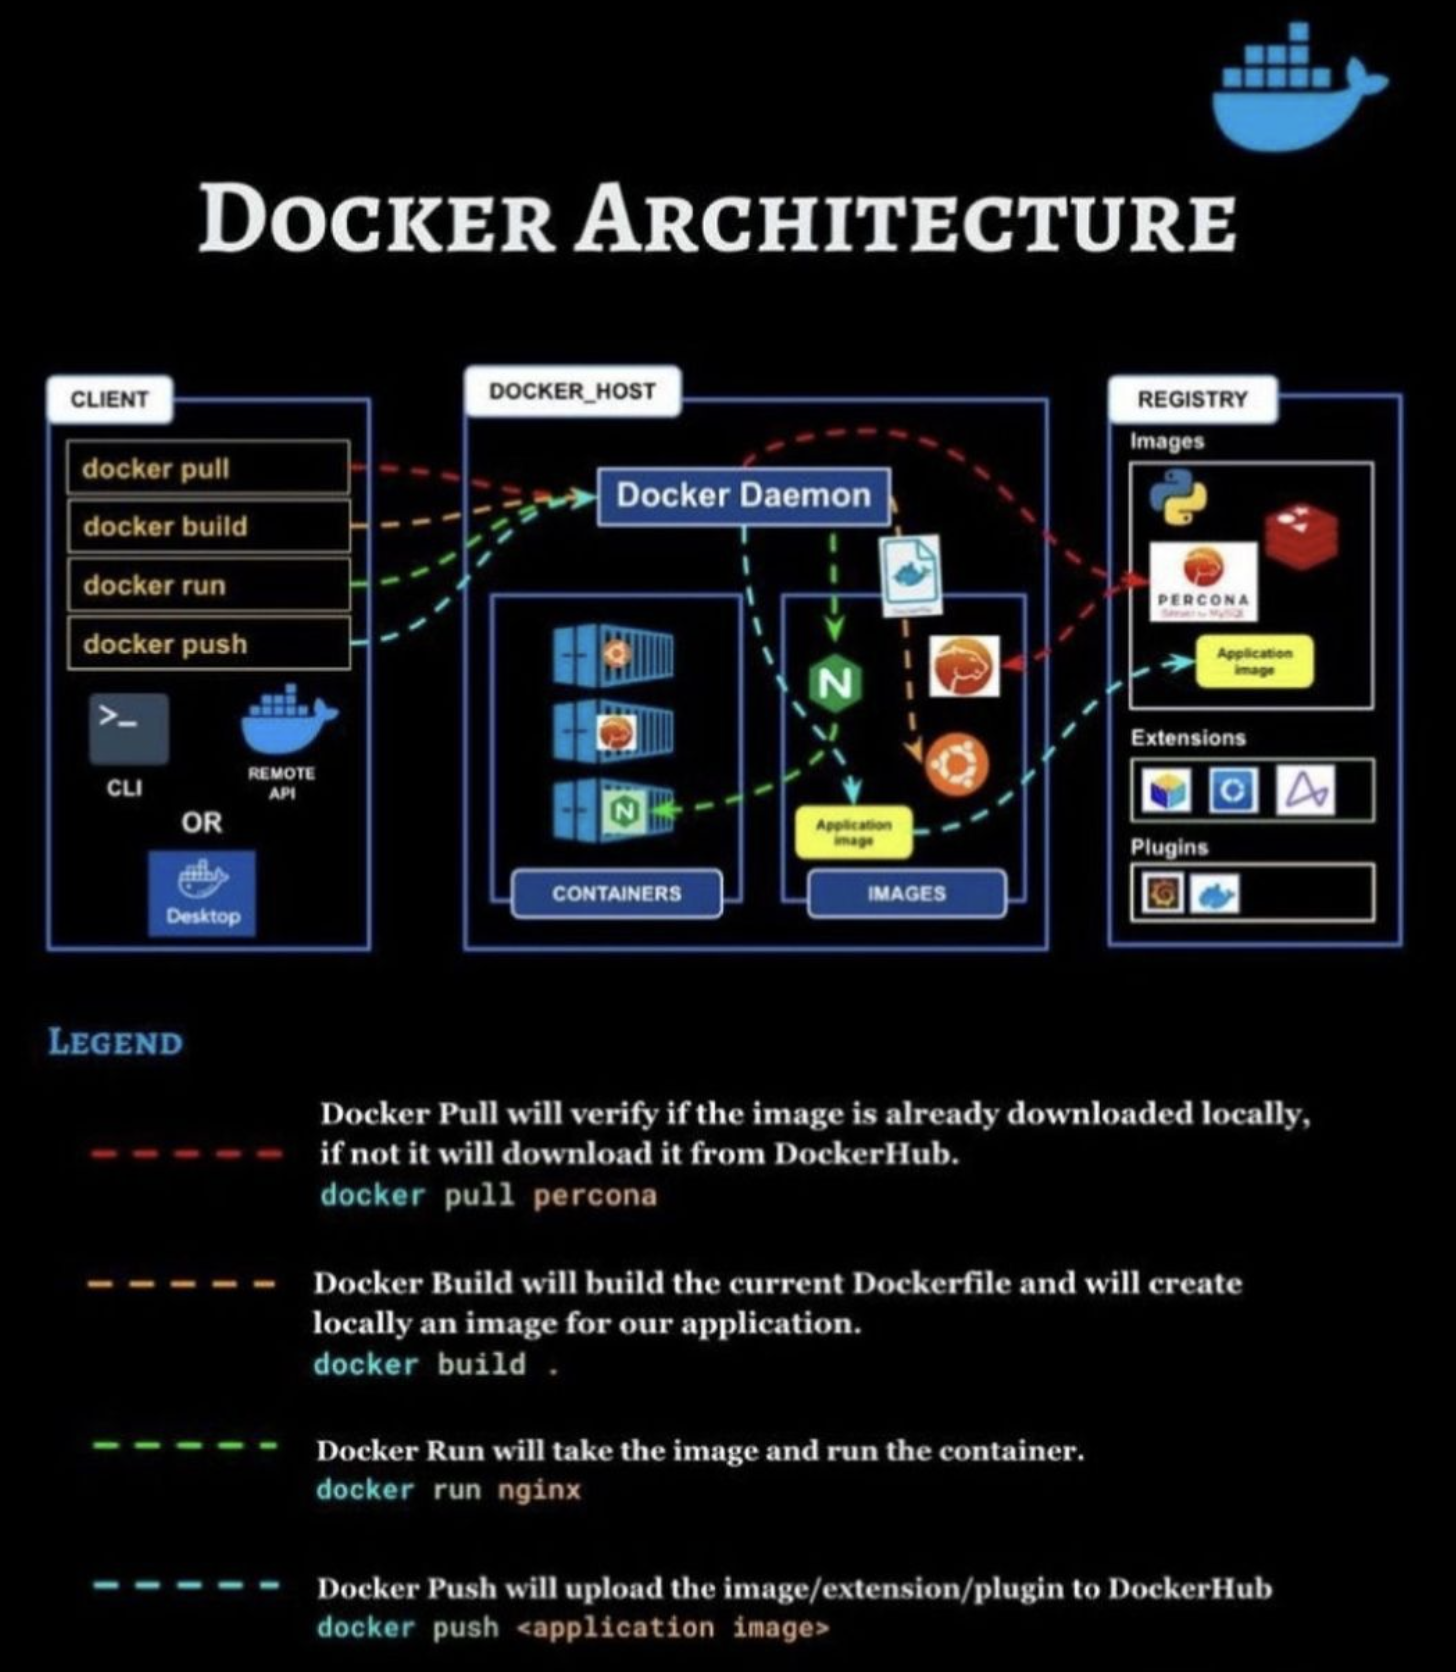 DOCKER ARCHITECTURE
CLIENT
docker pull
docker build
docker run
docker push
>_
CLI
REMOTE
API
OR
Desktop
DOCKER_HOST
Docker Daemon
N
N
Application
image
CONTAINERS
IMAGES
REGISTRY
Images
PERCONA
Server for MySQL
Application
image
Extensions
Plugins
LEGEND
Docker Pull will verify if the image is already downloaded locally,
if not it will download it from DockerHub.
docker pull percona
Docker Build will build the current Dockerfile and will create
locally an image for our application.
docker build .
Docker Run will take the image and run the container.
docker run nginx
Docker Push will upload the image/extension/plugin to DockerHub
docker push <application image>